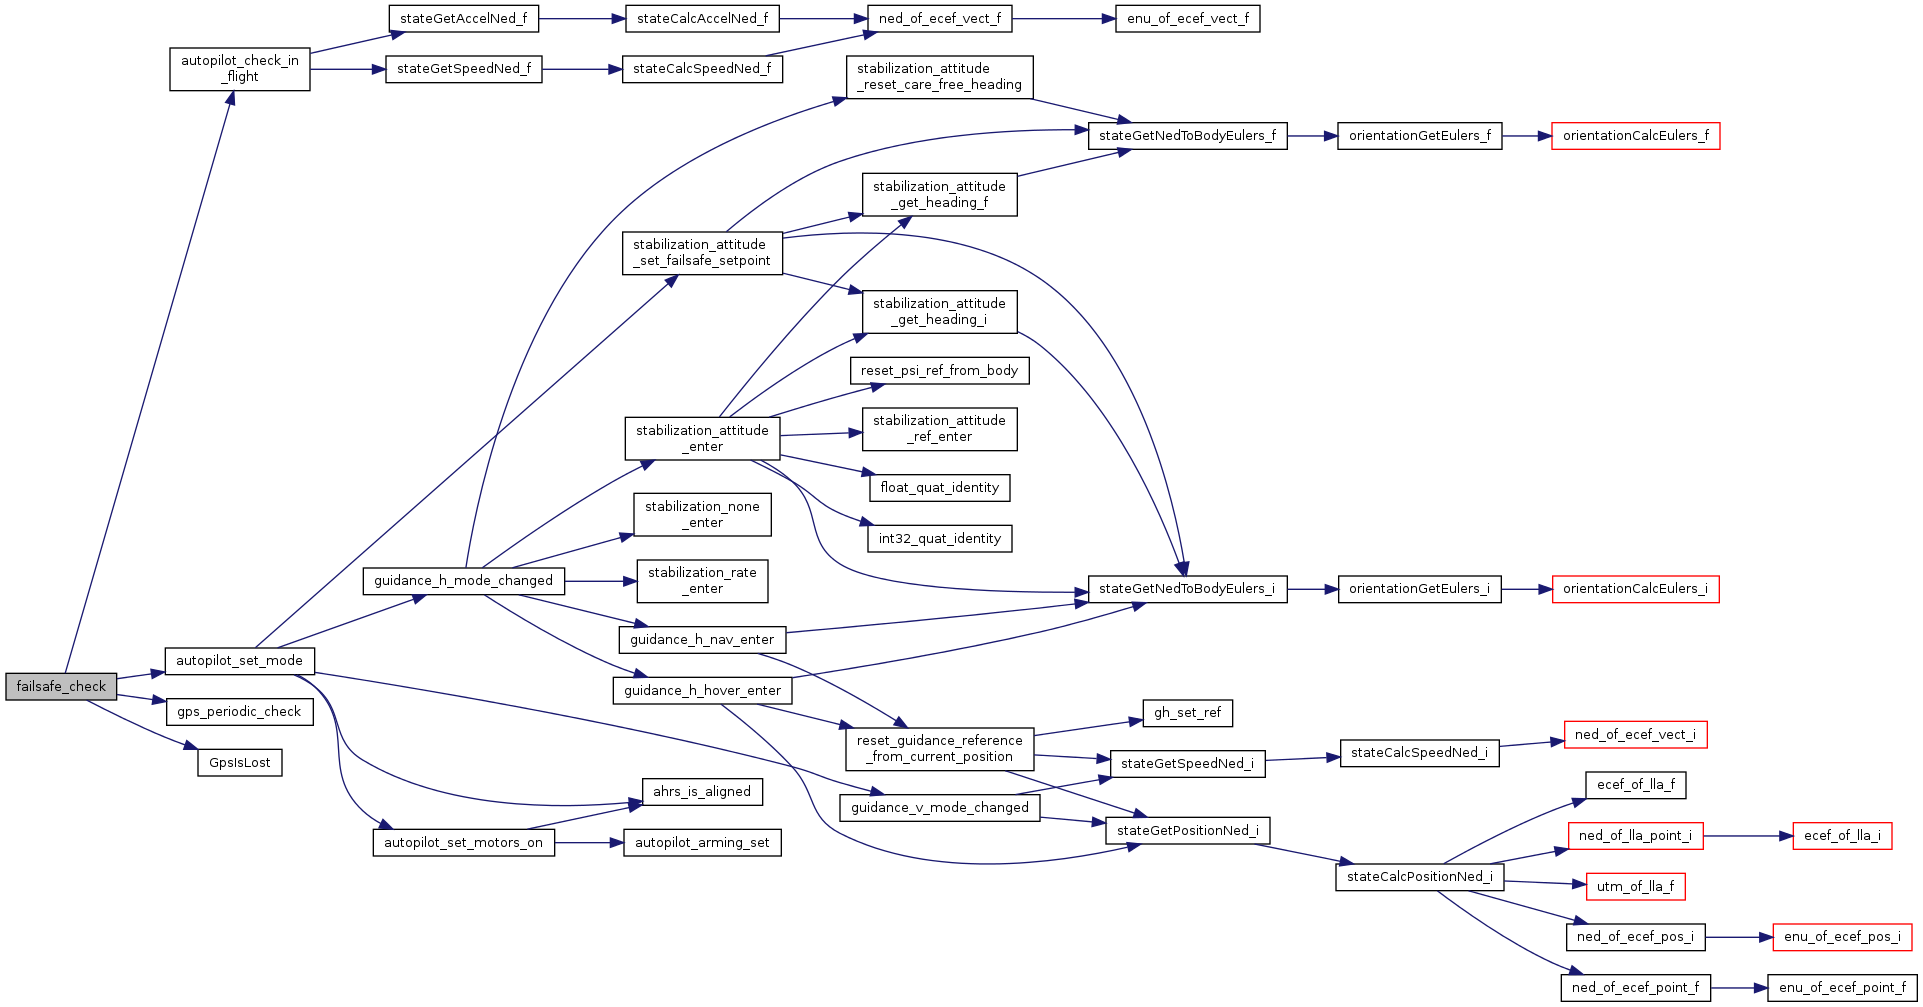 failsafe_check
autopilot_check_in
_flight
stateGetAccelNed_f
stateCalcAccelNed_f
ned_of_ecef_vect_f
enu_of_ecef_vect_f
stateGetSpeedNed_f
stateCalcSpeedNed_f
stabilization_attitude
_reset_care_free_heading
stateGetNedToBodyEulers_f
orientationGetEulers_f
orientationCalcEulers_f
stabilization_attitude
_get_heading_f
stabilization_attitude
_set_failsafe_setpoint
stabilization_attitude
_get_heading_i
reset_psi_ref_from_body
stabilization_attitude
_enter
stabilization_attitude
_ref_enter
float_quat_identity
int32_quat_identity
stabilization_none
_enter
guidance_h_mode_changed
stabilization_rate
_enter
stateGetNedToBodyEulers_i
orientationGetEulers_i
orientationCalcEulers_i
guidance_h_nav_enter
autopilot_set_mode
guidance_h_hover_enter
gps_periodic_check
GpsIsLost
reset_guidance_reference
_from_current_position
gh_set_ref
stateGetSpeedNed_i
stateCalcSpeedNed_i
ned_of_ecef_vect_i
ahrs_is_aligned
guidance_v_mode_changed
stateGetPositionNed_i
autopilot_set_motors_on
autopilot_arming_set
stateCalcPositionNed_i
ecef_of_lla_f
ned_of_lla_point_i
ecef_of_lla_i
utm_of_lla_f
ned_of_ecef_pos_i
enu_of_ecef_pos_i
ned_of_ecef_point_f
enu_of_ecef_point_f